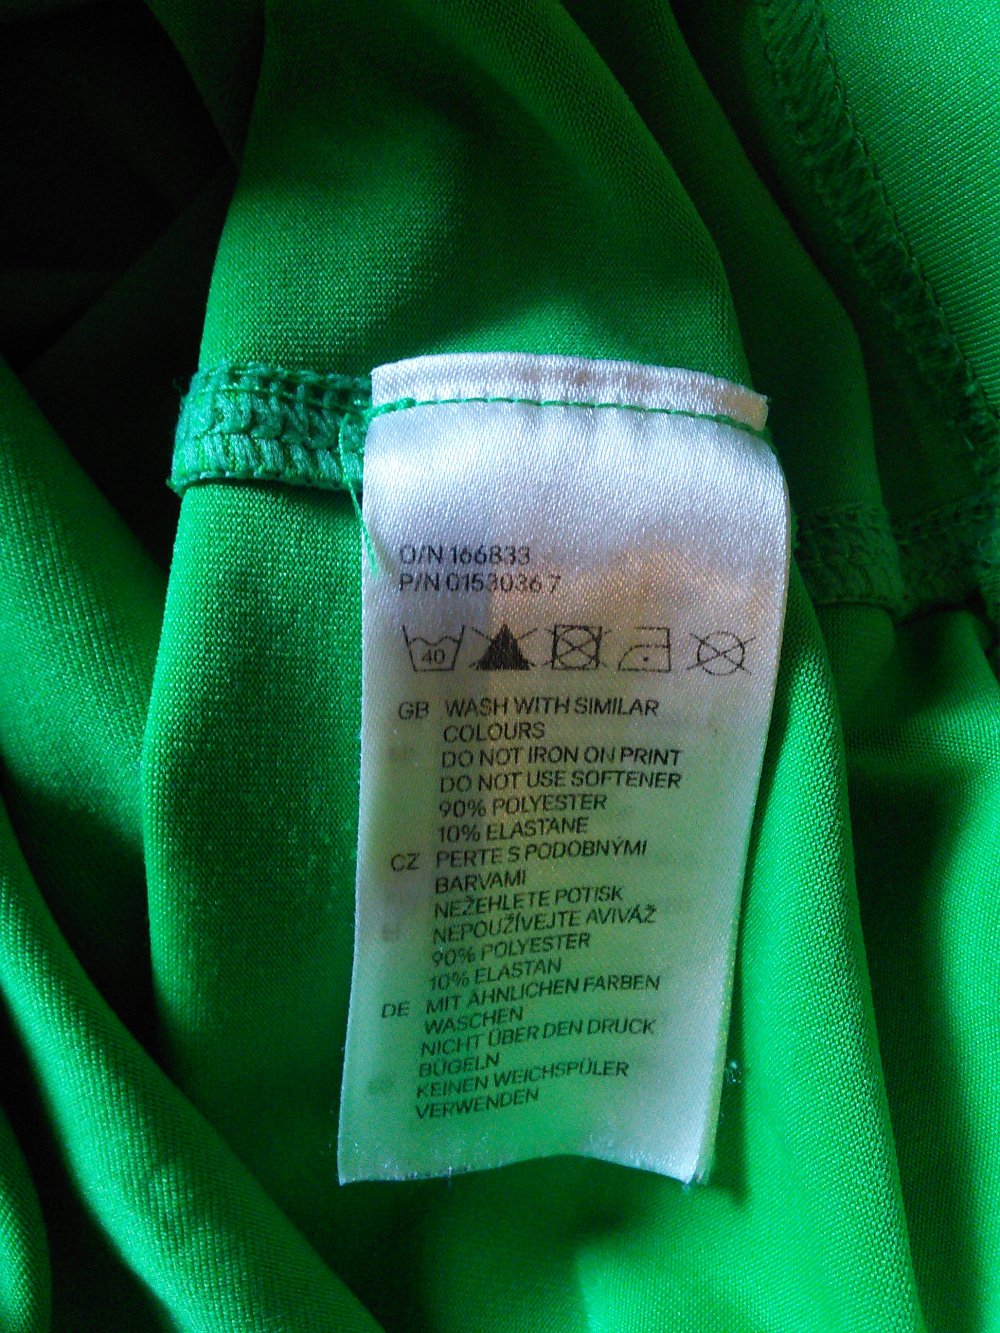 O/N 166833
P/N 0153036 7
40
GB WASH WITH SIMILAR
COLOURS
DO NOT IRON ON PRINT
DO NOT USE SOFTENER
90% POLYESTER
10% ELASTANE
CZ PERTE S PODOBNÝMI
BARVAMI
NEŽEHLETE POTISK
NEPOUŽÍVEJTE AVIVÁŽ
90% POLYESTER
10% ELASTAN
DE MIT ÄHNLICHEN FARBEN
WASCHEN
NICHT ÜBER DEN DRUCK
BÜGELN
KEINEN WEICHSPÜLER
VERWENDEN